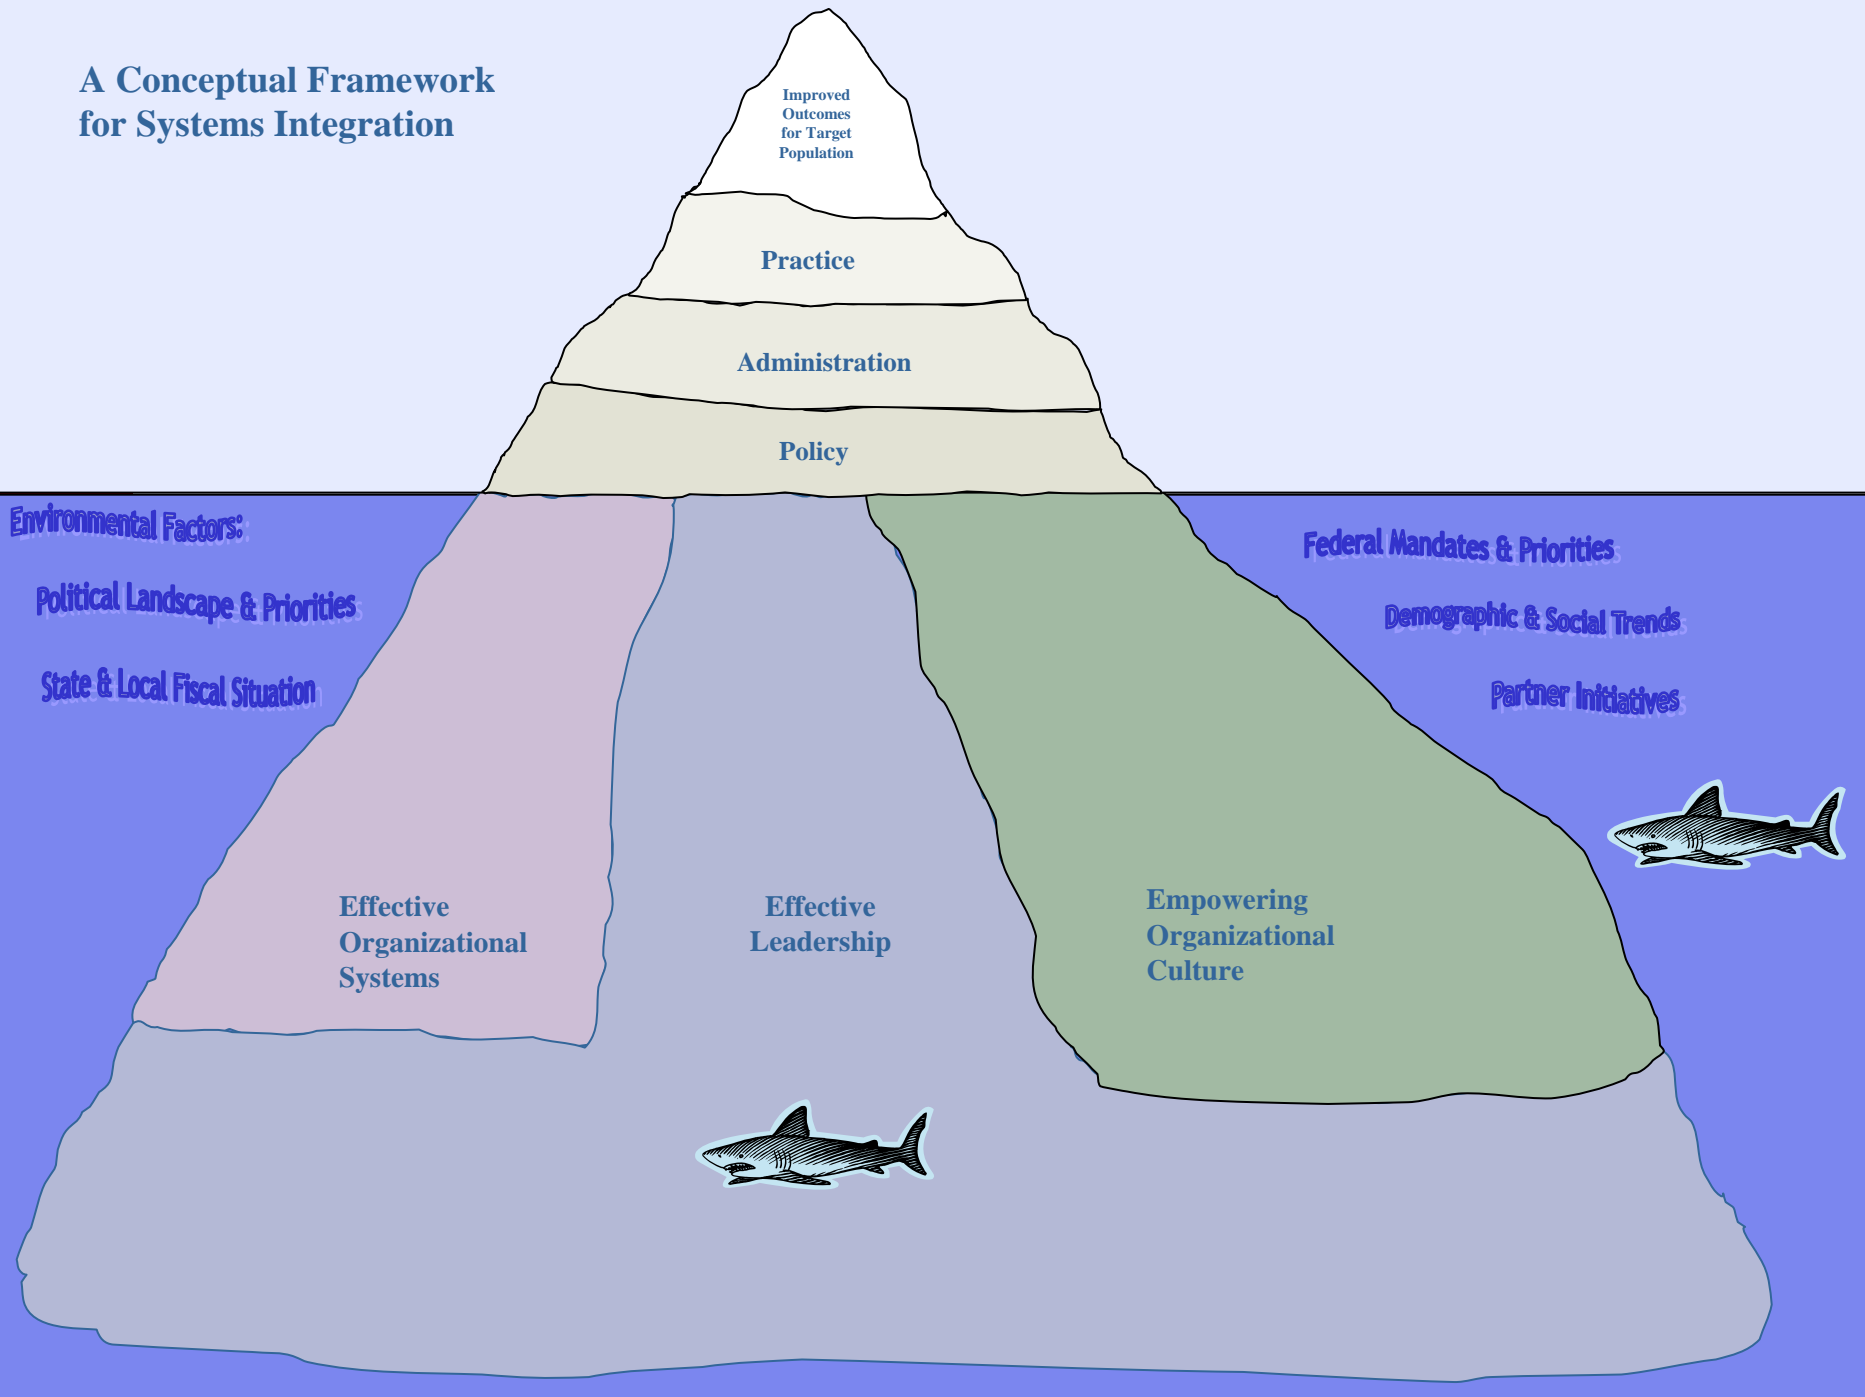 A Conceptual Framework
for Systems Integration
Improved
Outcomes
for Target
Population
Practice
Administration
Policy
Environmental Factors:
Political Landscape & Priorities
State & Local Fiscal Situation
Federal Mandates & Priorities
Demographic & Social Trends
Partner Initiatives
Effective
Organizational
Systems
Effective
Leadership
Empowering
Organizational
Culture